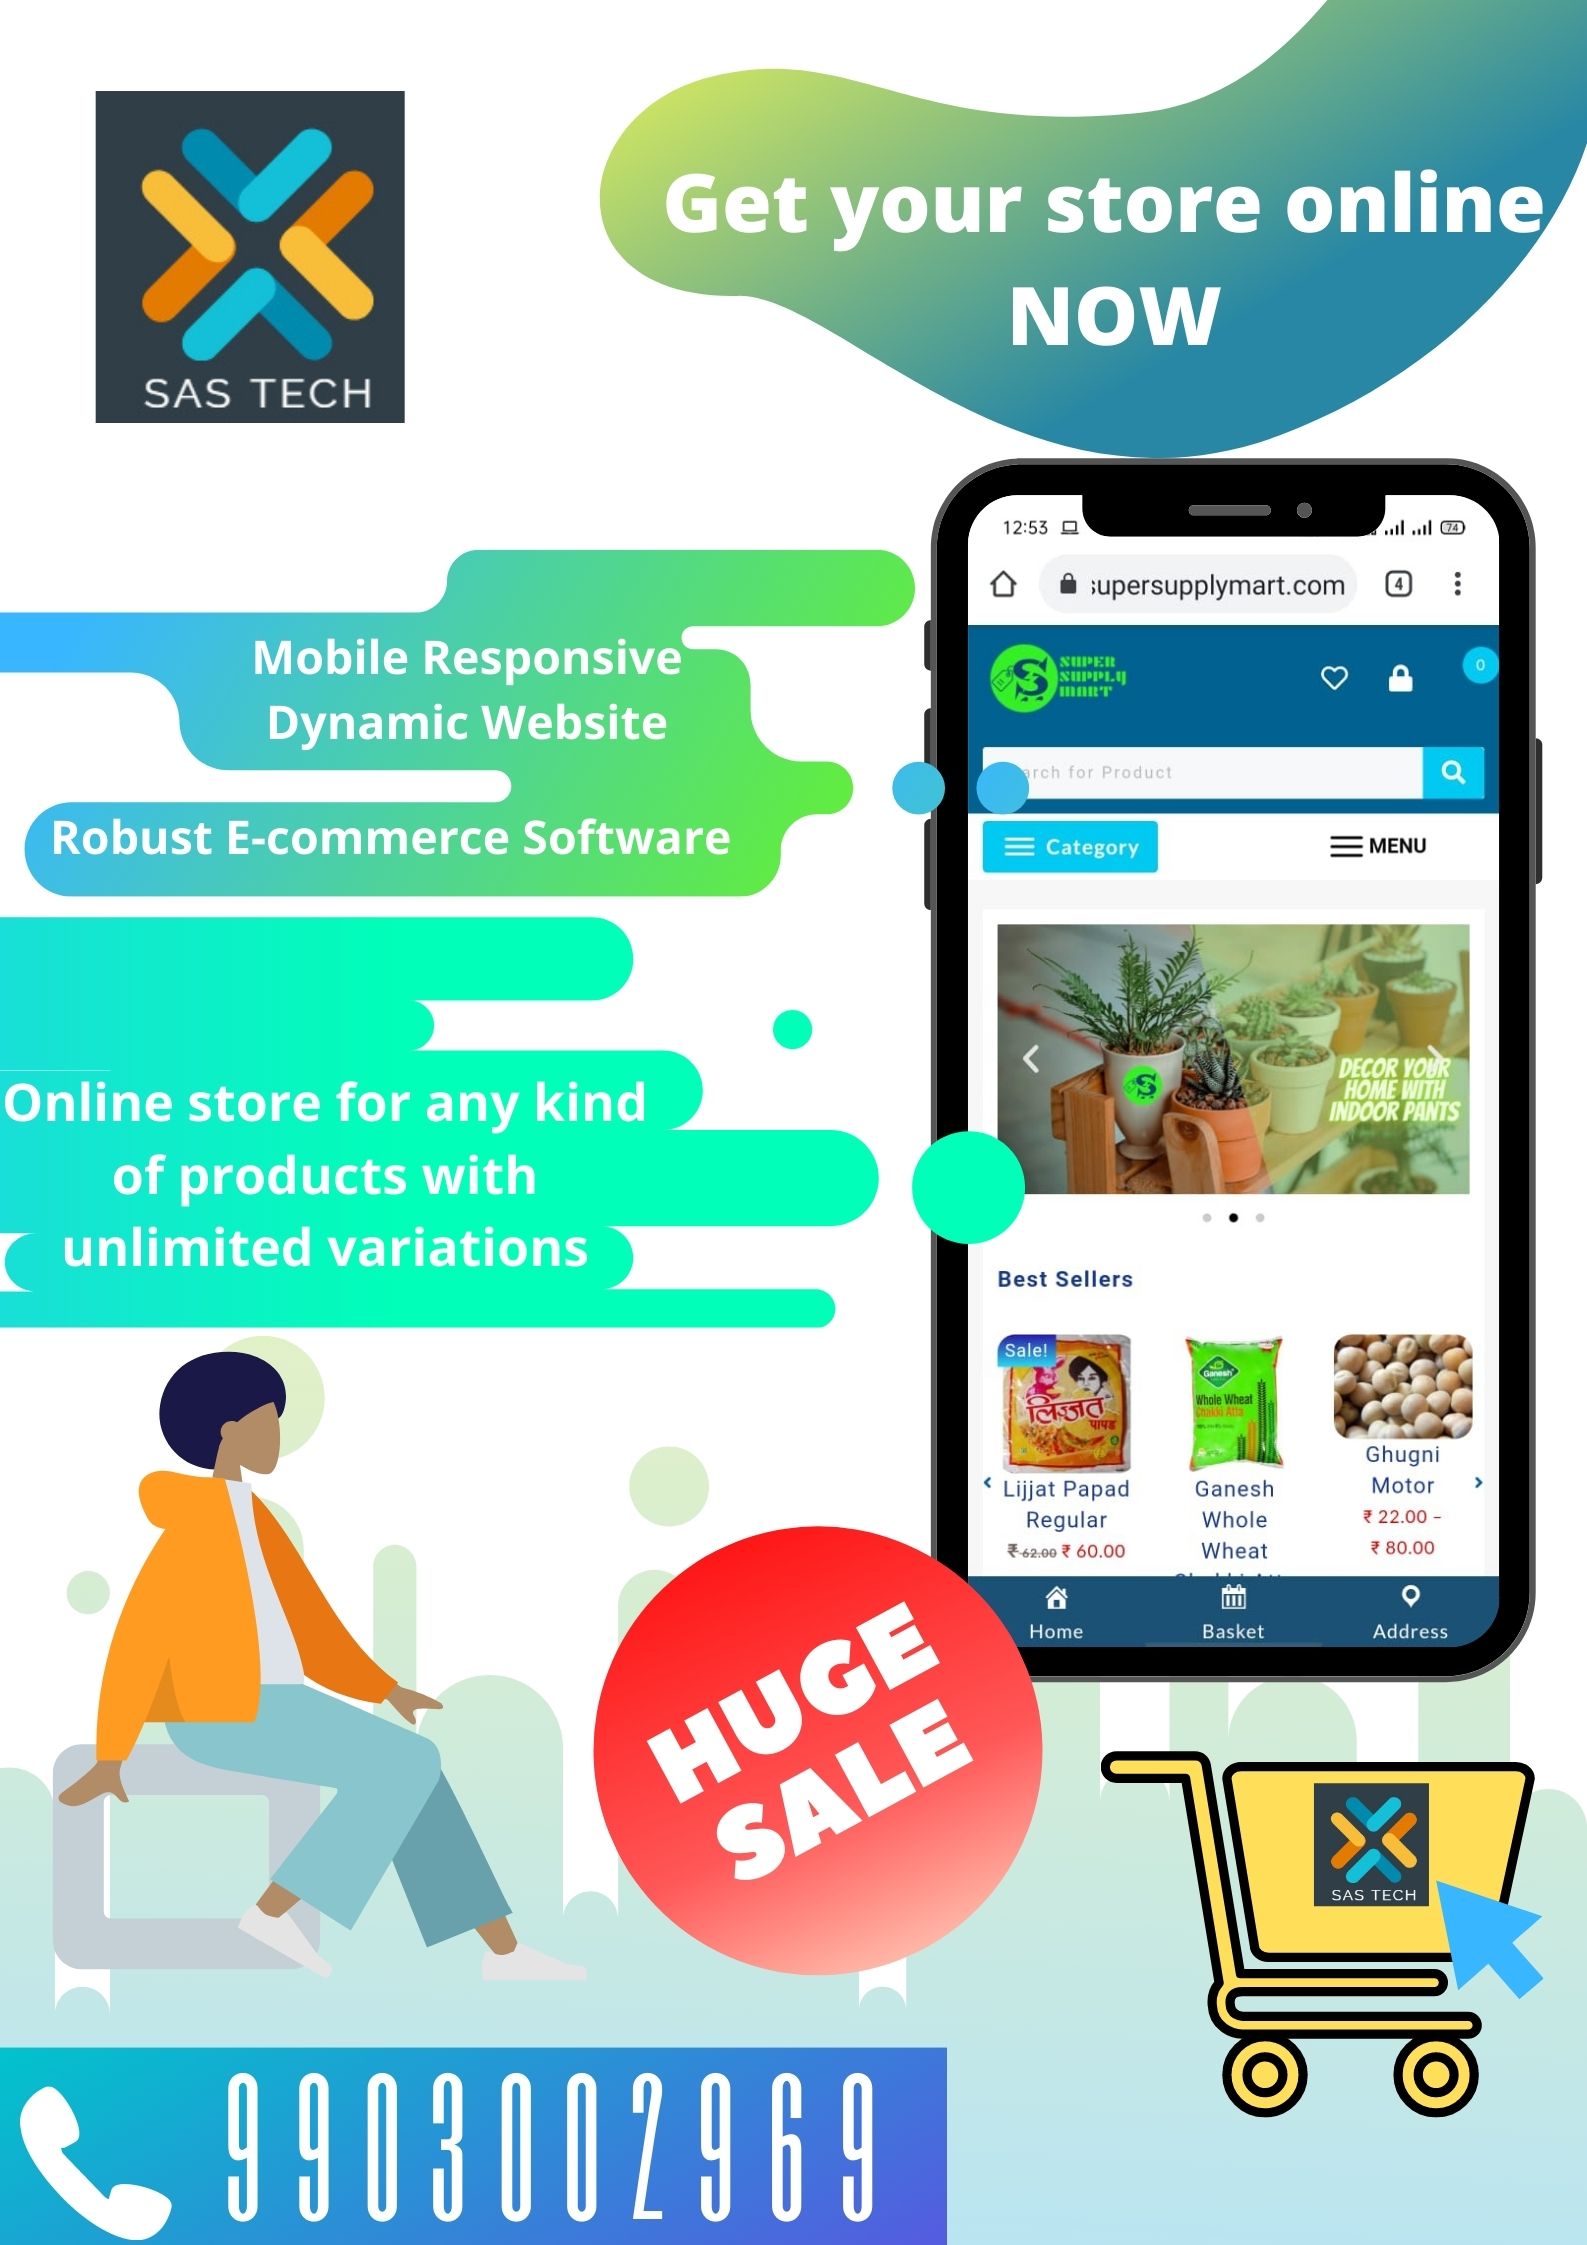 SAS TECH
Get your store online
NOW
Mobile Responsive
Dynamic Website
Robust E-commerce Software
Online store for any kind
of products with
unlimited variations
12:53
74
supersupplymart.com
4
SUPER
SUPPLY
MART
0
arch for Product
Category
MENU
DECOR YOUR
HOME WITH
INDOOR PANTS
Best Sellers
Sale!
लिज्जत
पापड़
Ganesh
Whole Wheat
Chakki Atta
Lijjat Papad
Regular
₹ 62.00 ₹ 60.00
Ganesh
Whole
Wheat
Ghugni
Motor
₹ 22.00 –
₹ 80.00
Home
Basket
Address
HUGE
SALE
SAS TECH
9903002969